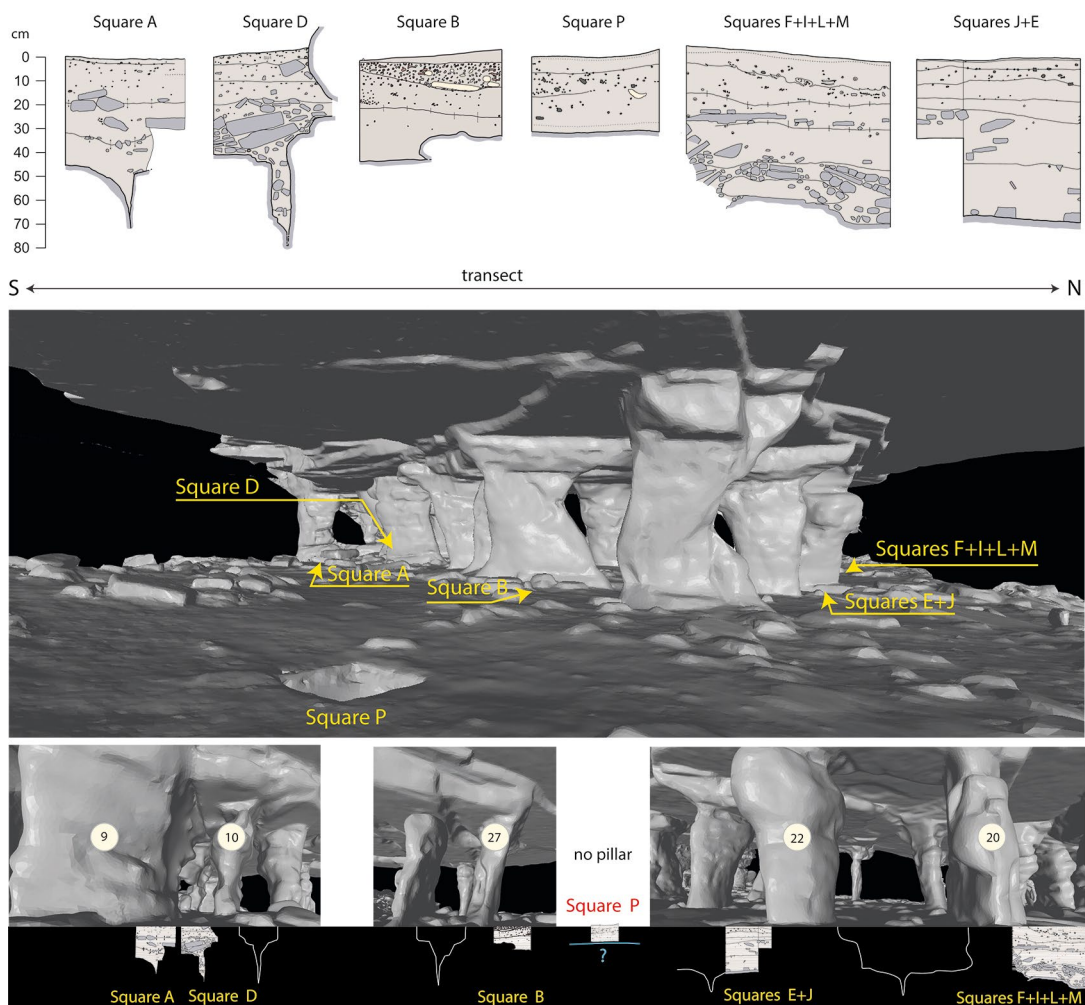 Square A
Square D
Square B
Square P
Squares F+I+L+M
Squares J+E
cm
0
10
20
30
40
50
60
70
80
S
transect
N
Square D
Square A
Square B
Square P
Squares F+I+L+M
Squares E+J
9
10
27
no pillar
Square P
22
20
?
Square A
Square D
Square B
Squares E+J
Squares F+I+L+M